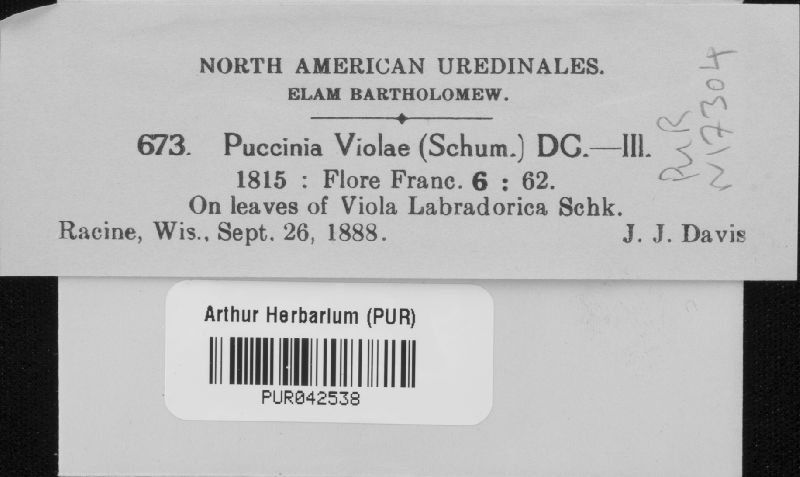 NORTH AMERICAN UREDINALES.
ELAM BARTHOLOMEW.
673. Puccinia Violae (Schum.) DC.—III.
1815 : Flore Franc. 6 : 62.
On leaves of Viola Labradorica Schk.
Racine, Wis., Sept. 26, 1888. J. J. Davis
PUR
N17304
Arthur Herbarium (PUR)
PUR042538